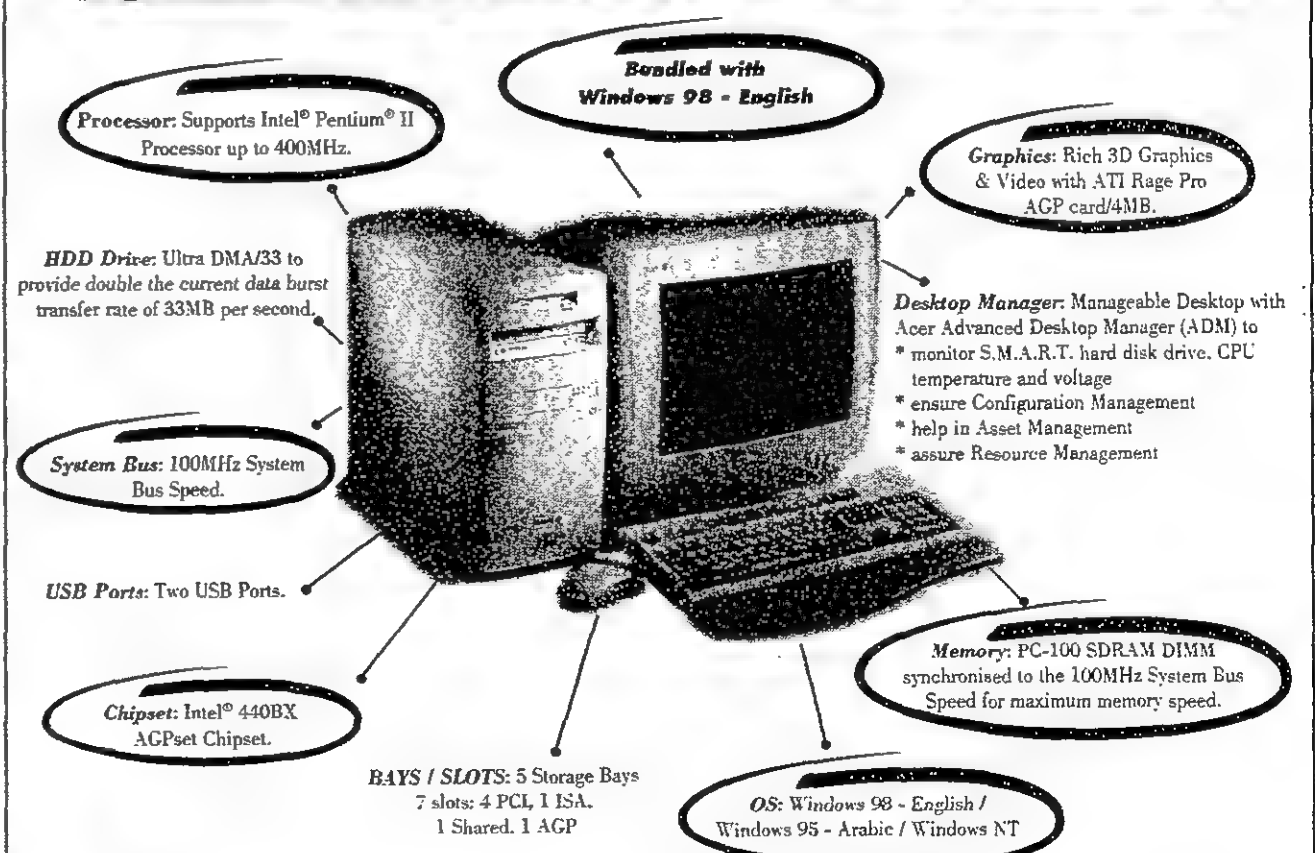 Bundled with
Windows 98 - English
Processor: Supports Intel® Pentium® II
Processor up to 400MHz.
Graphics: Rich 3D Graphics
& Video with ATI Rage Pro
AGP card/4MB.
HDD Drive: Ultra DMA/33 to
provide double the current data burst
transfer rate of 33MB per second.
Desktop Manager: Manageable Desktop with
Acer Advanced Desktop Manager (ADM) to
* monitor S.M.A.R.T. hard disk drive, CPU
temperature and voltage
* ensure Configuration Management
* help in Asset Management
* assure Resource Management
System Bus: 100MHz System
Bus Speed.
USB Ports: Two USB Ports.
Memory: PC-100 SDRAM DIMM
synchronised to the 100MHz System Bus
Speed for maximum memory speed.
Chipset: Intel® 440BX
AGPset Chipset.
BAYS / SLOTS: 5 Storage Bays
7 slots: 4 PCI, 1 ISA.
1 Shared. 1 AGP
OS: Windows 98 - English /
Windows 95 - Arabic / Windows NT